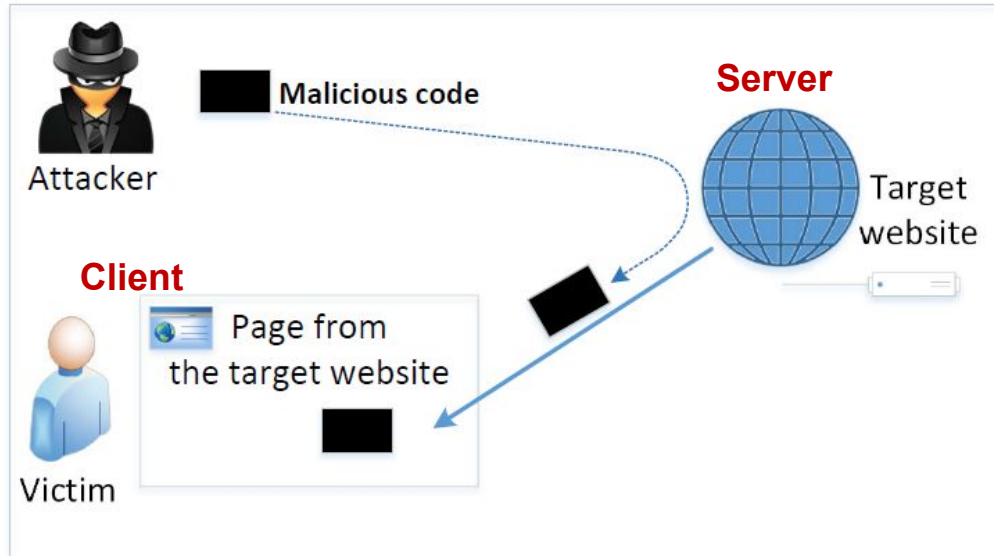 Malicious code
Server
Attacker
Target
website
Client
Page from
the target website
Victim